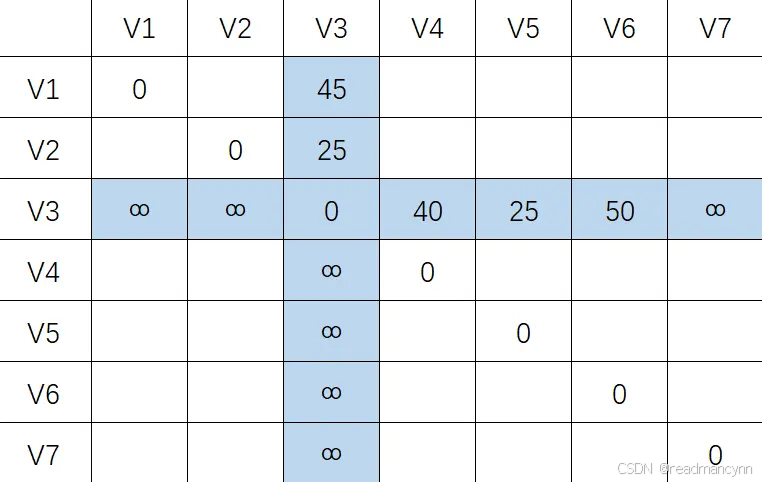 V1 V2 V3 V4 V5 V6 V7
V1 0 45
V2 0 25
V3 ∞ ∞ 0 40 25 50 ∞
V4 ∞ 0
V5 ∞ 0
V6 ∞ 0
V7 ∞ 0
CSDN @readmancynn